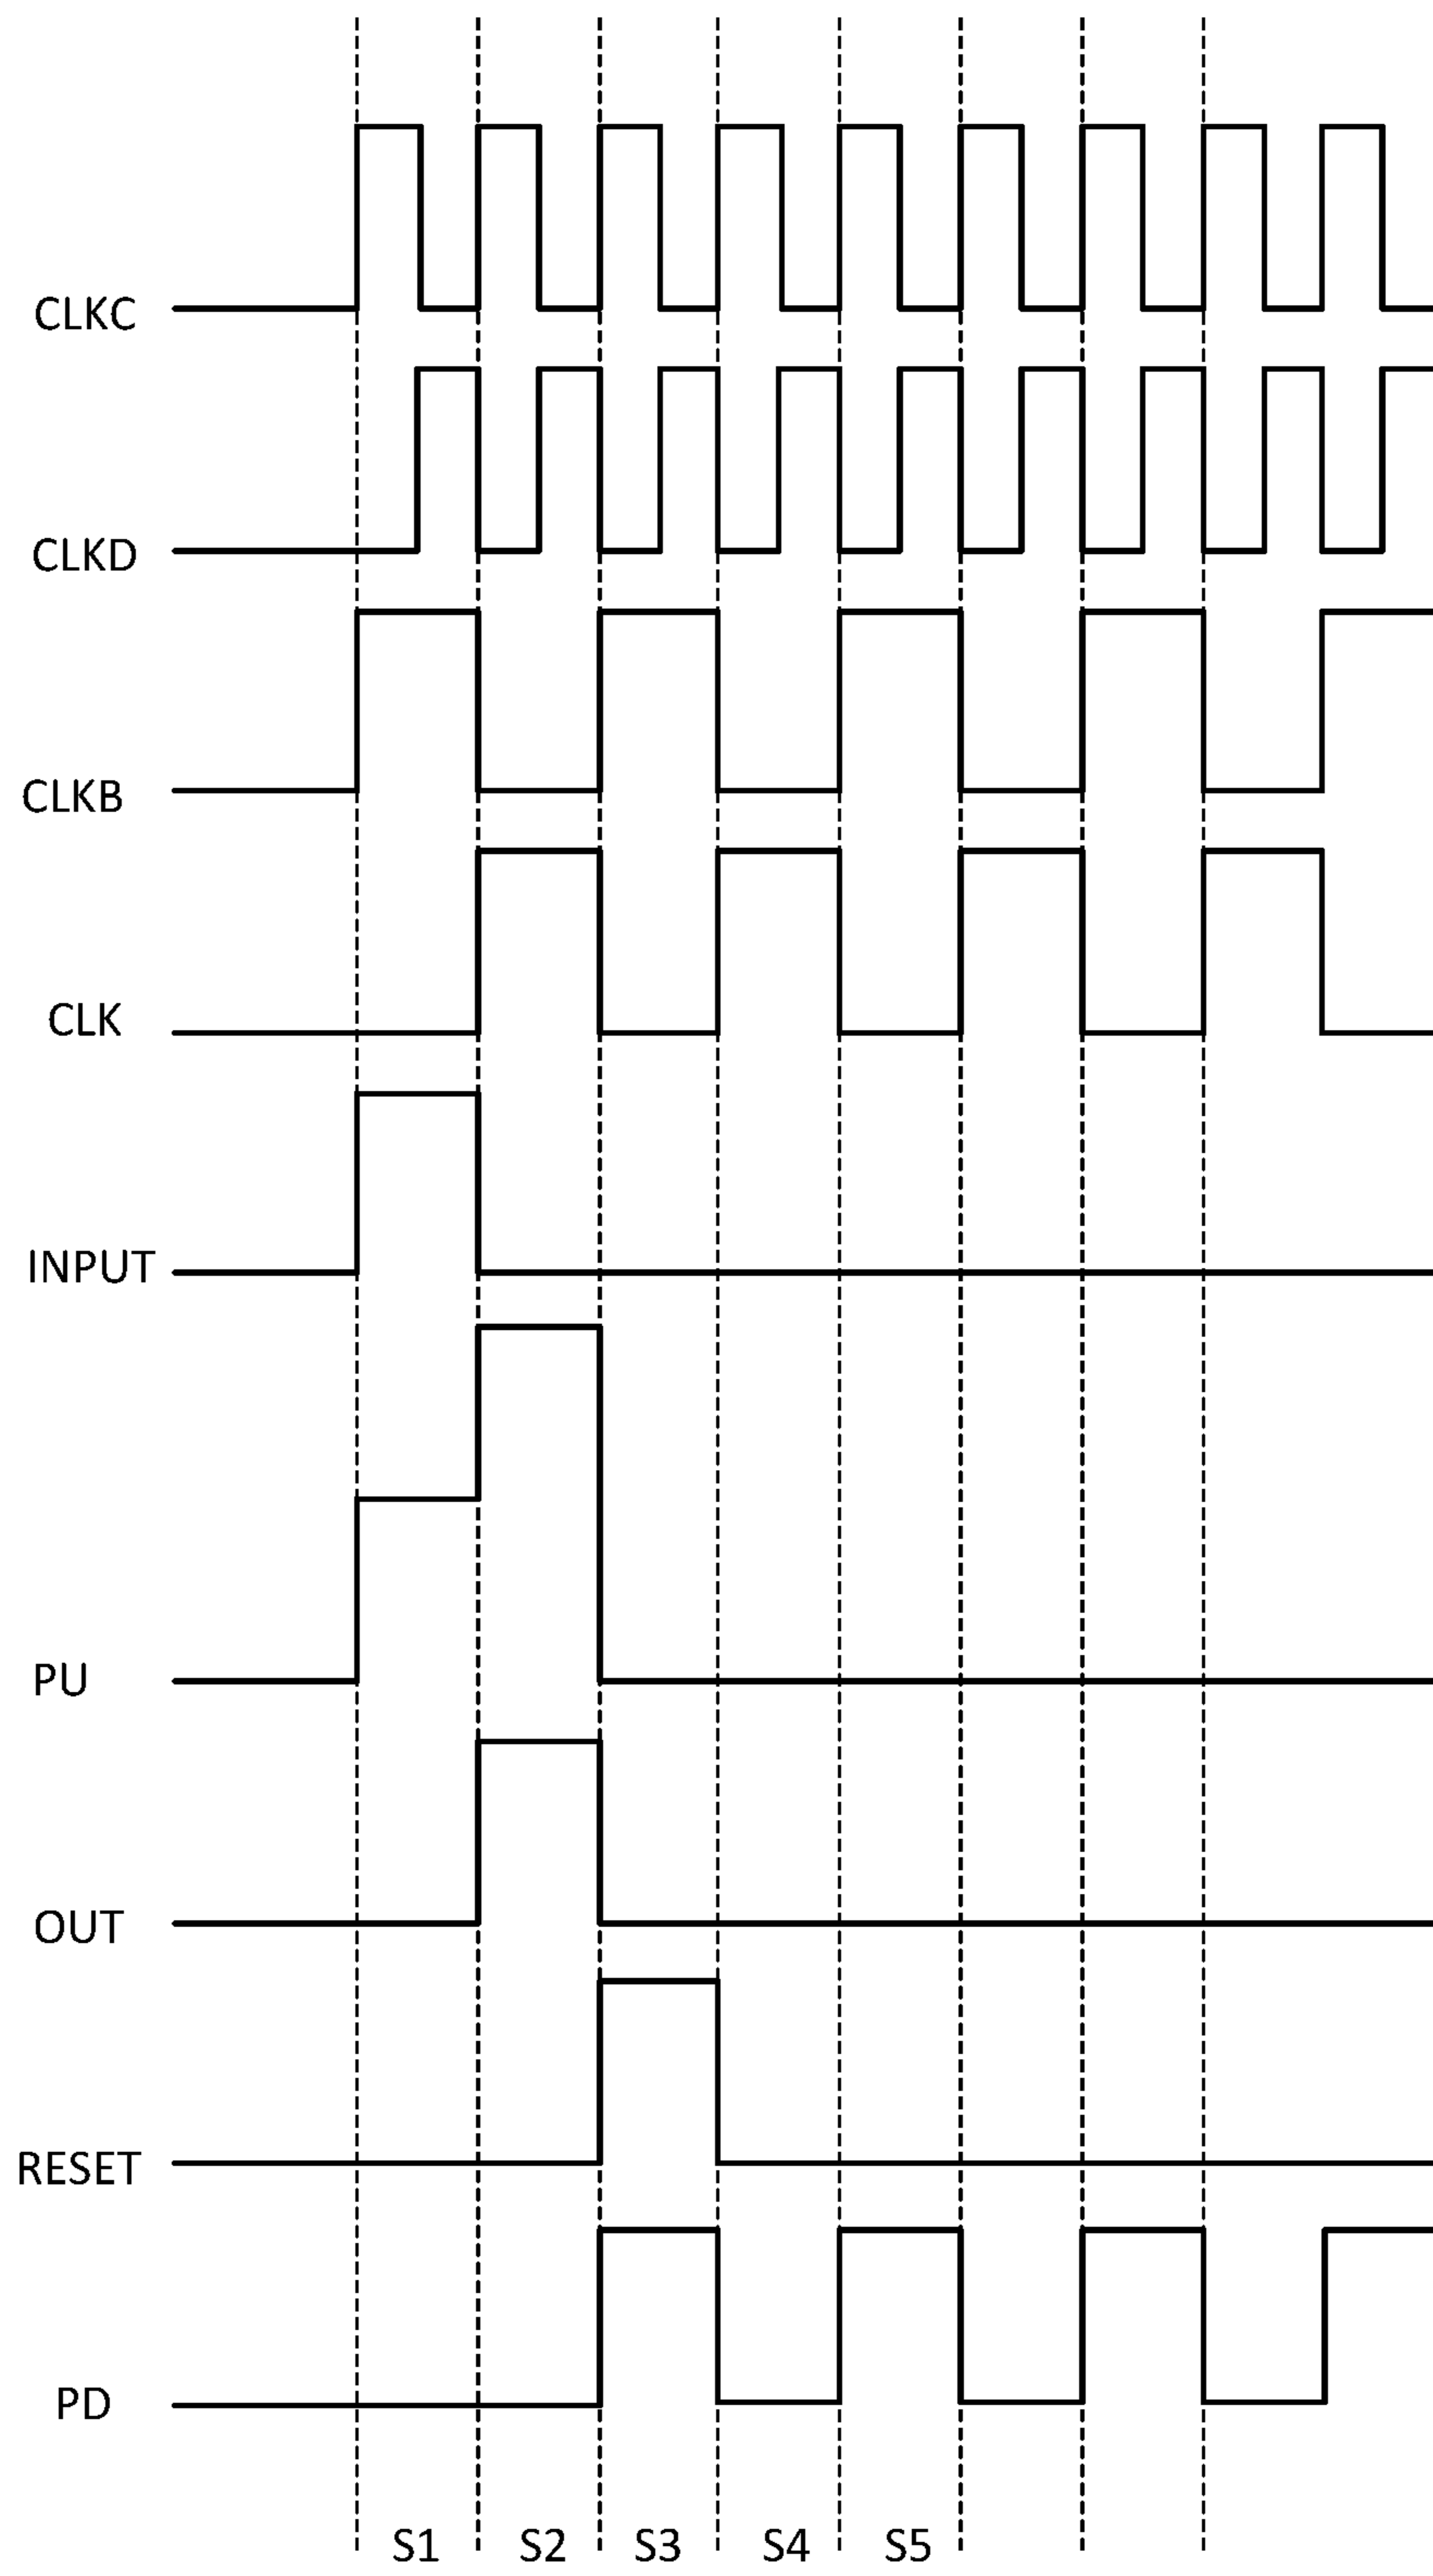 CLKC
CLKD
CLKB
CLK
INPUT
PU
OUT
RESET
PD
S1 S2 S3 S4 S5